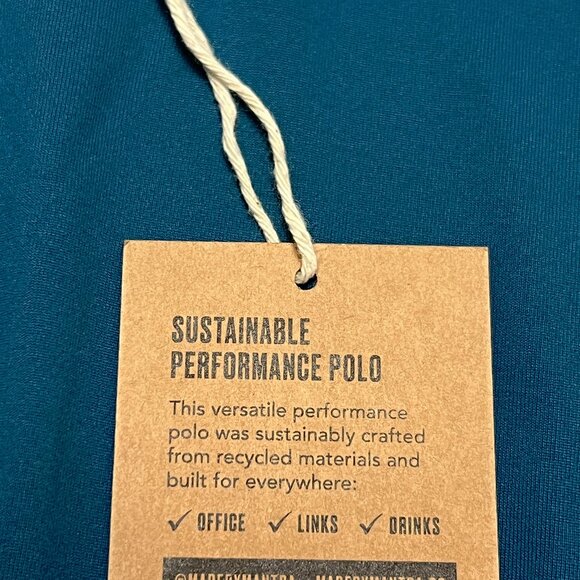 SUSTAINABLE
PERFORMANCE POLO
This versatile performance
polo was sustainably crafted
from recycled materials and
built for everywhere:
✓ OFFICE ✓ LINKS ✓ DRINKS